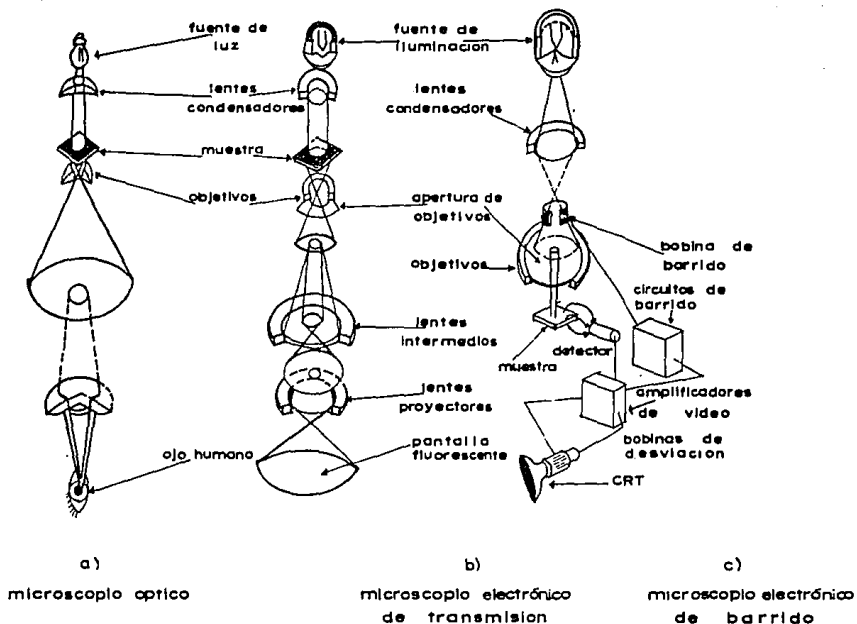 fuente de
luz
fuente de
iluminacion
lentes
condensadores
lentes
condensadores
muestra
objetivos
apertura de
objetivos
objetivos
bobina de
barrido
circuitos de
barrido
lentes
intermedios
muestra
detector
lentes
proyectores
amplificadores
de video
ojo humano
pantalla
fluorescente
bobinas de
desviacion
CRT
a)
microscopio optico
b)
microscopio electrónico
de transmision
c)
microscopio electrónico
de barrido